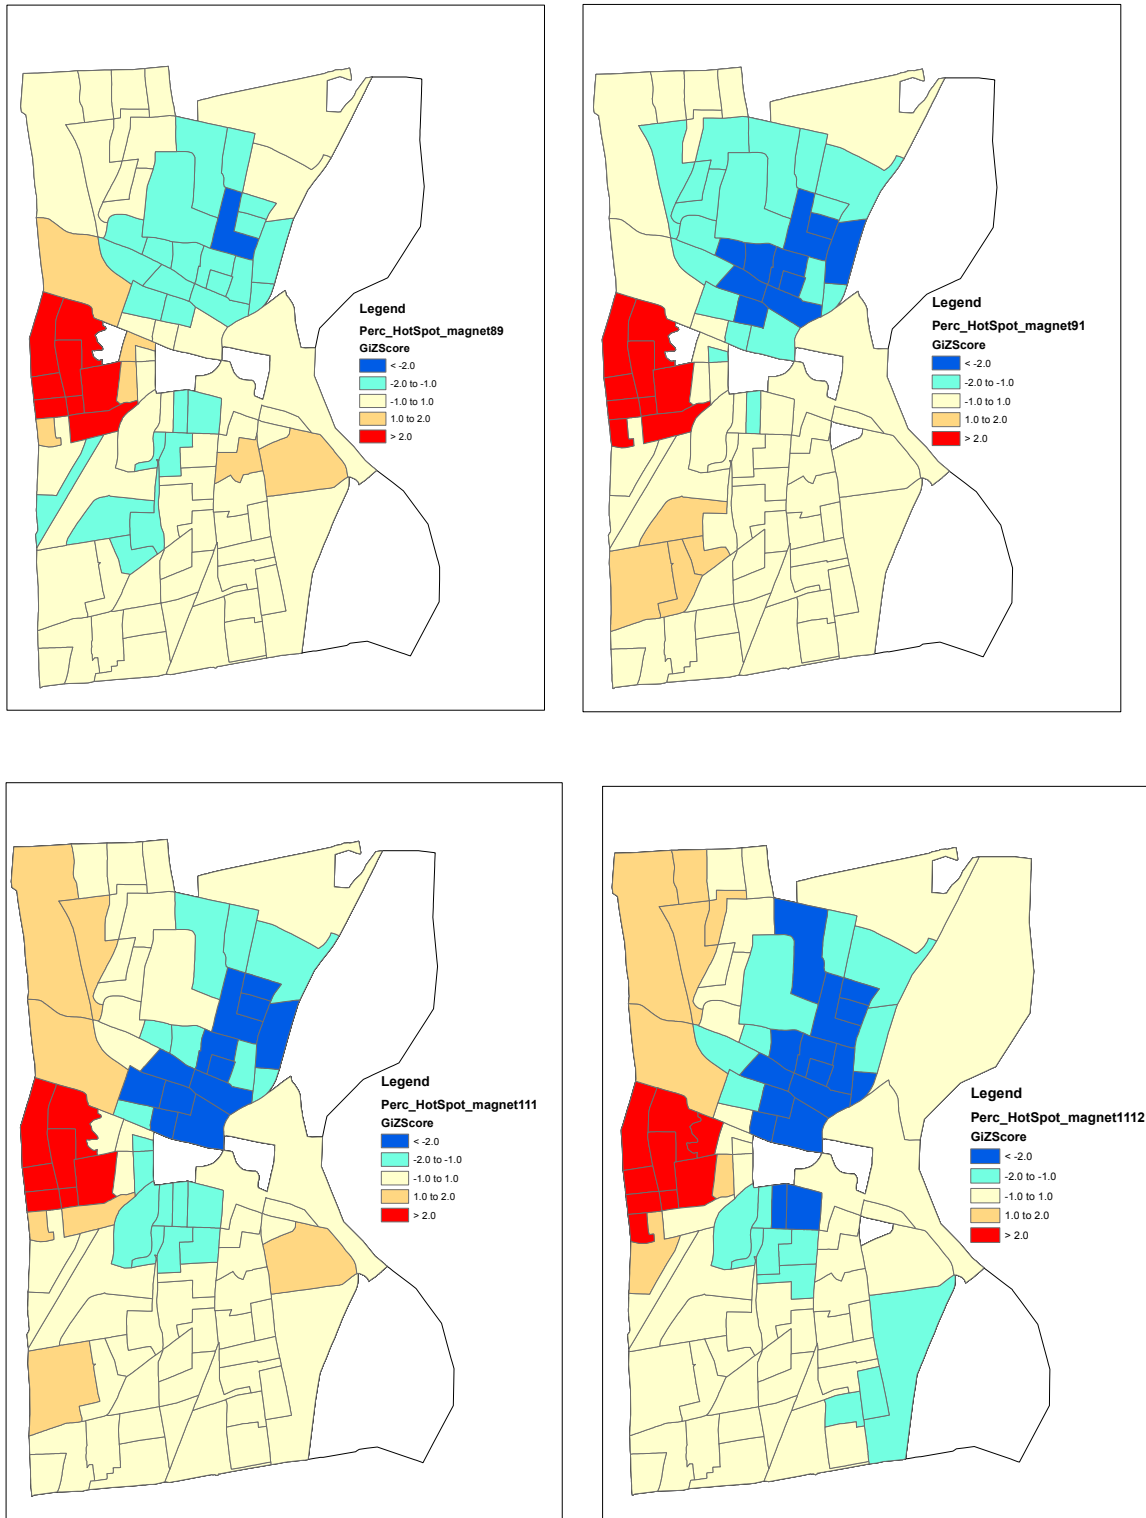 Legend
Perc_HotSpot_magnet89
GiZScore
< -2.0
-2.0 to -1.0
-1.0 to 1.0
1.0 to 2.0
> 2.0
Legend
Perc_HotSpot_magnet91
GiZScore
< -2.0
-2.0 to -1.0
-1.0 to 1.0
1.0 to 2.0
> 2.0
Legend
Perc_HotSpot_magnet111
GiZScore
< -2.0
-2.0 to -1.0
-1.0 to 1.0
1.0 to 2.0
> 2.0
Legend
Perc_HotSpot_magnet1112
GiZScore
< -2.0
-2.0 to -1.0
-1.0 to 1.0
1.0 to 2.0
> 2.0